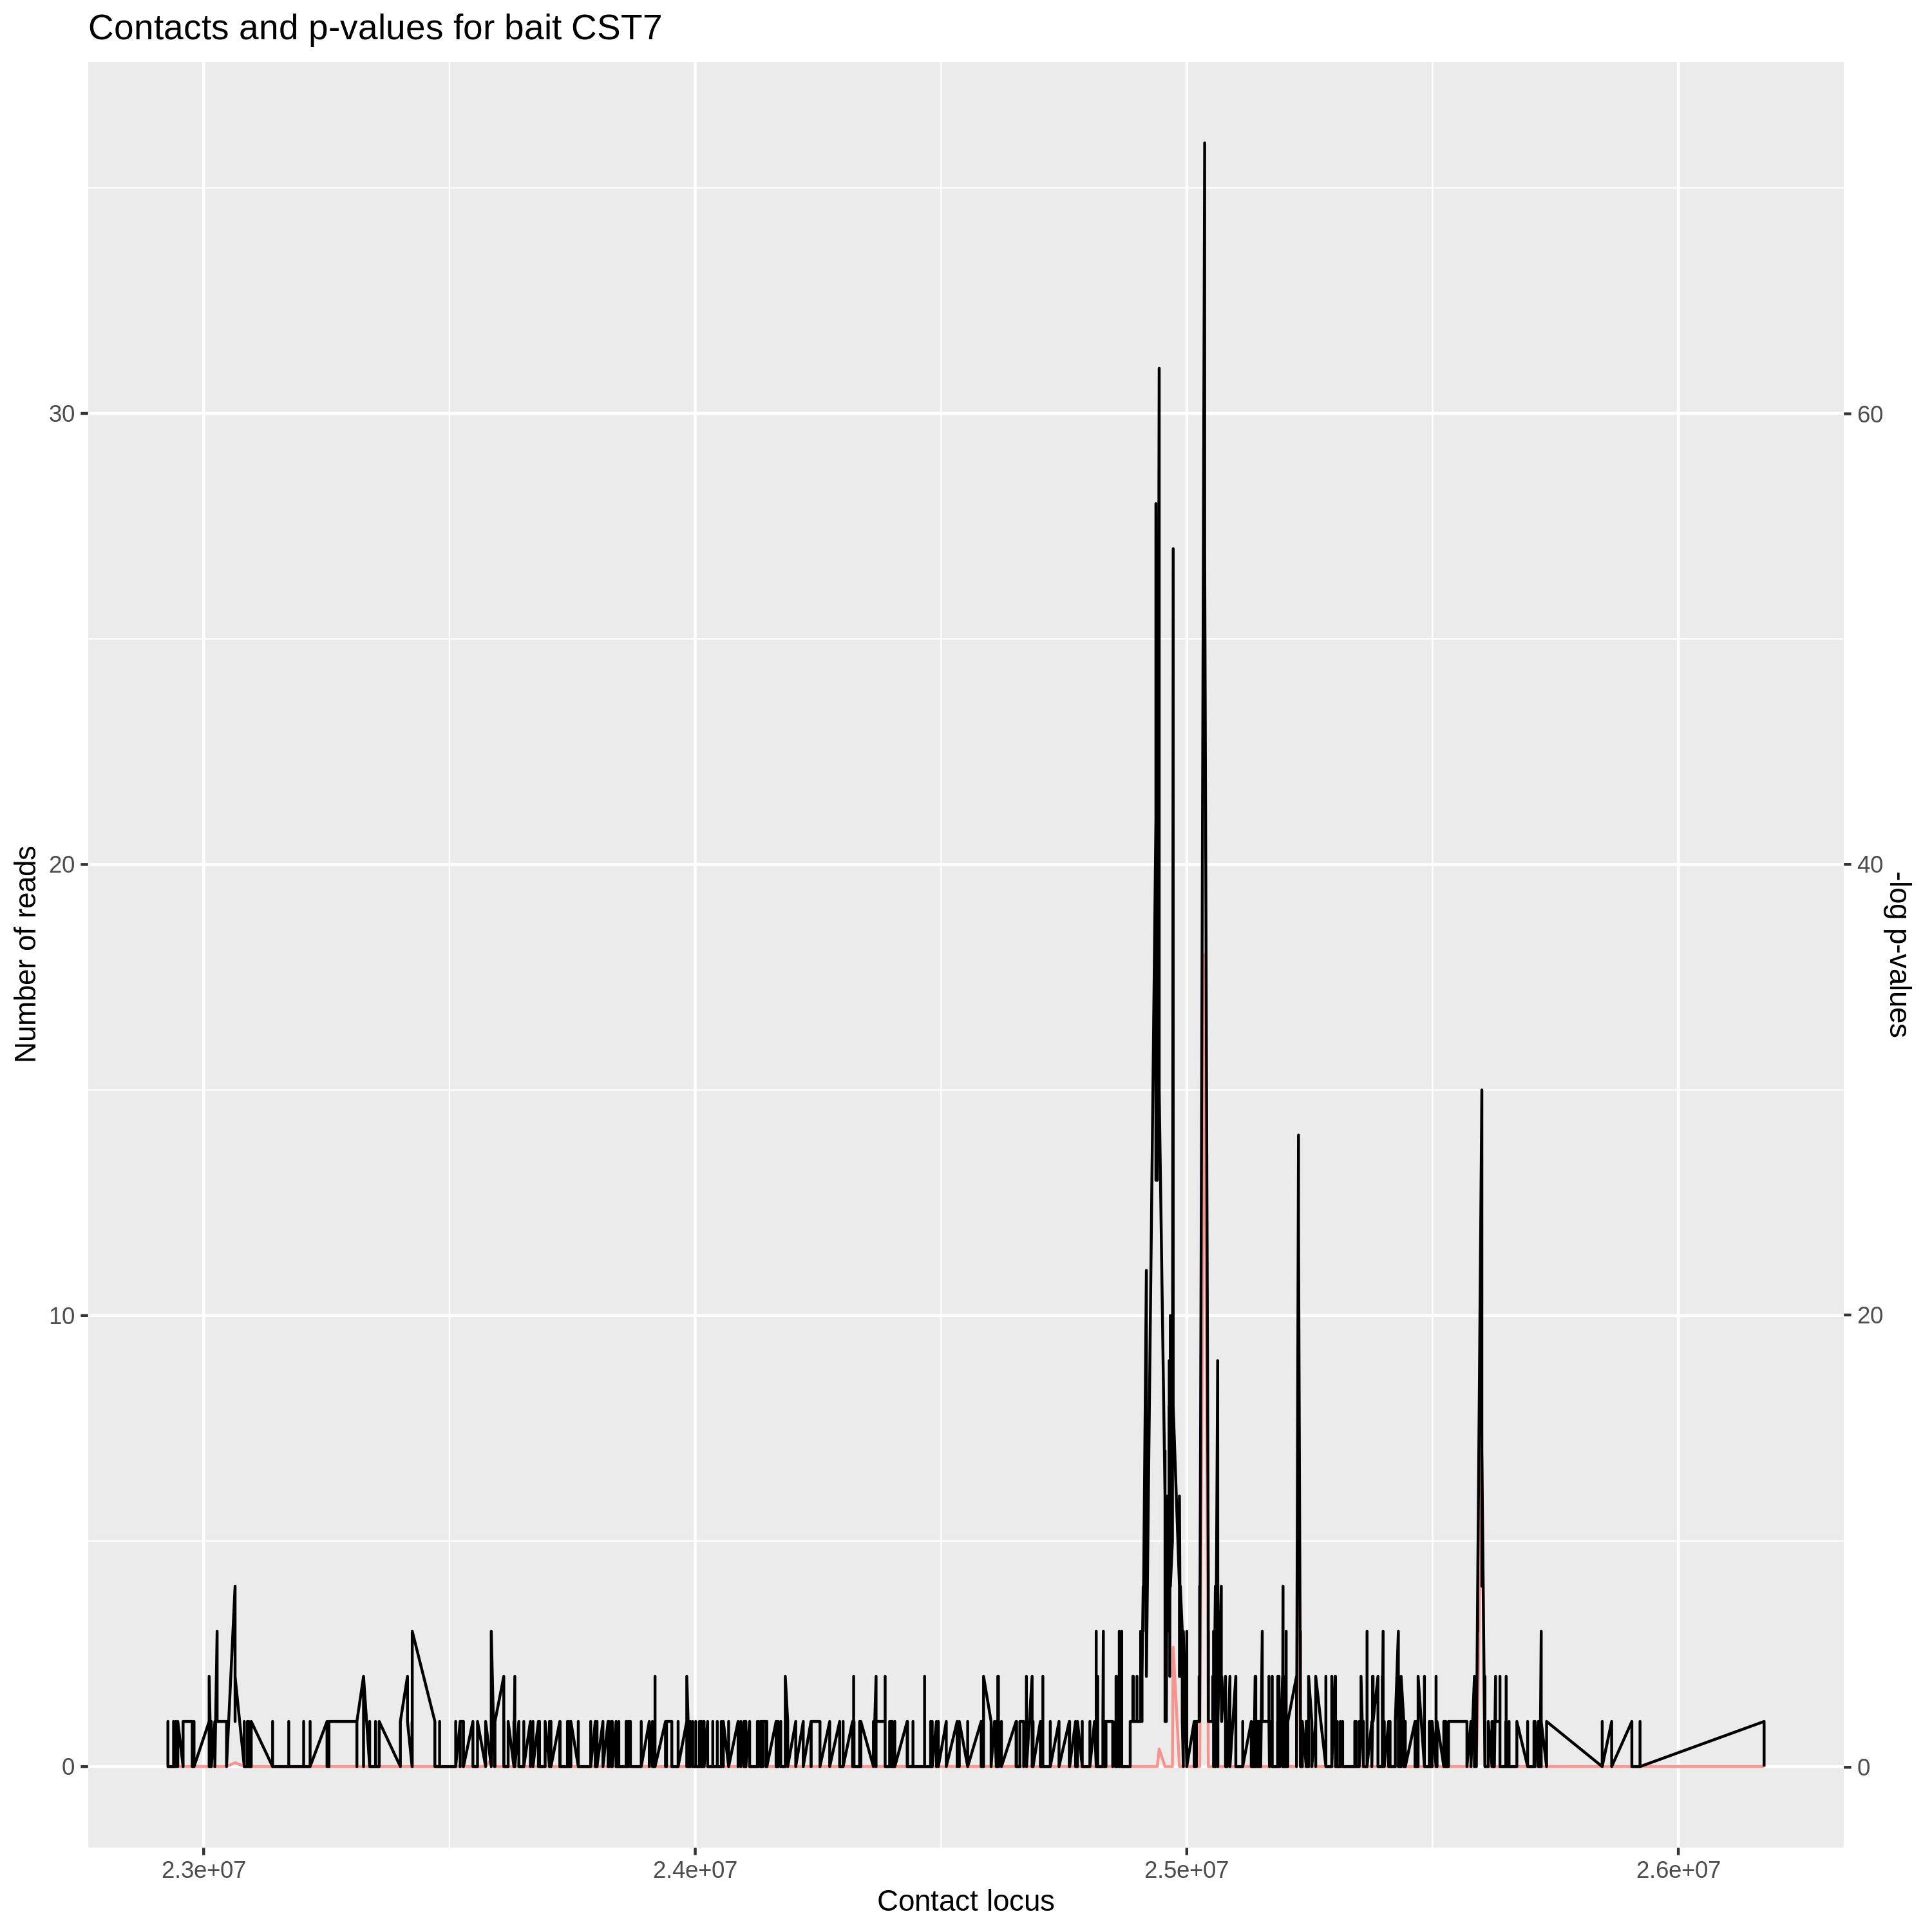 Contacts and p-values for bait CST7
30
20
10
0
Number of reads
60
40
20
0
-log p-values
2.3e+07 2.4e+07 2.5e+07 2.6e+07
Contact locus